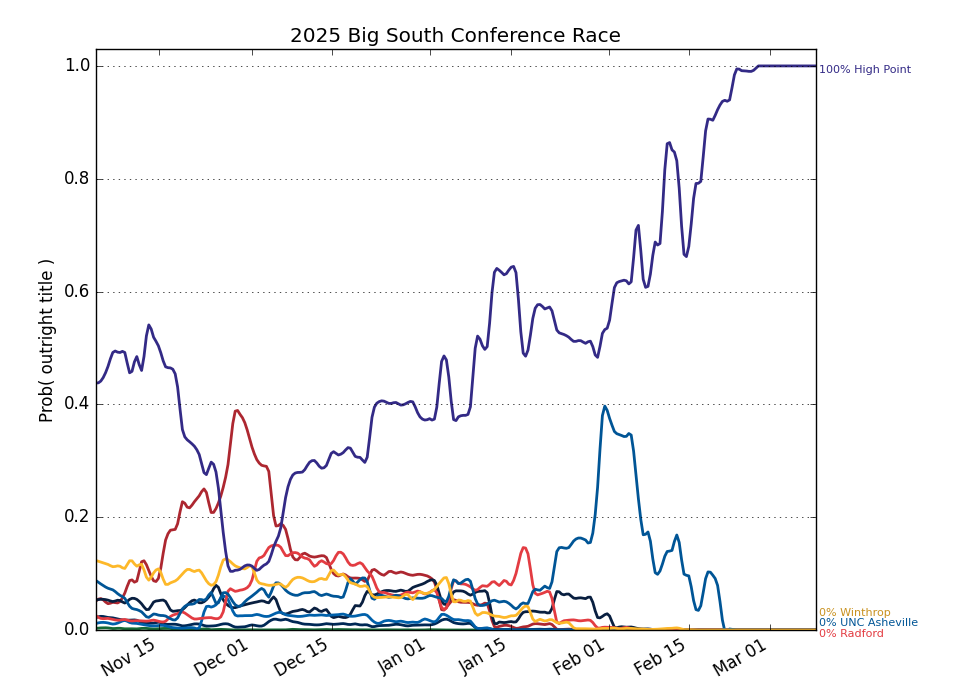 2025 Big South Conference Race
Prob( outright title )
1.0
0.8
0.6
0.4
0.2
0.0
Nov 15
Dec 01
Dec 15
Jan 01
Jan 15
Feb 01
Feb 15
Mar 01
100% High Point
0% Winthrop
0% UNC Asheville
0% Radford